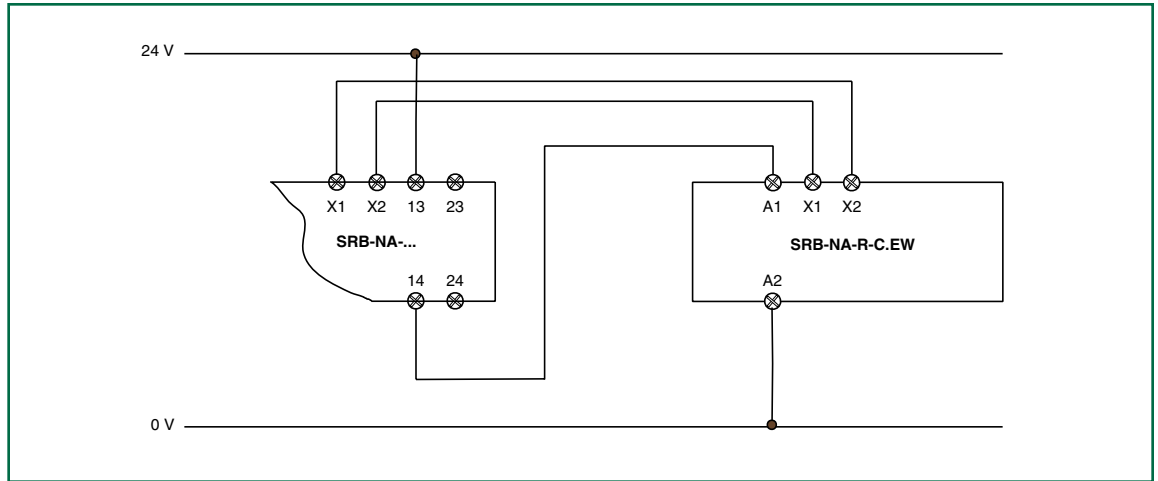 24 V
X1 X2 13 23
A1 X1 X2
SRB-NA-...
SRB-NA-R-C.EW
14 24
A2
0 V